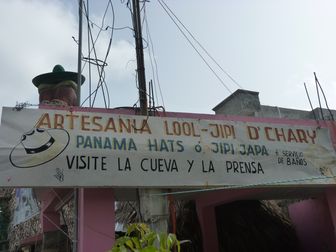 ARTESANIA LOOL-JIPI D'CHARY
PANAMA HATS ó JIPI JAPA
Y SERVICIO
DE BAÑOS
VISITE LA CUEVA Y LA PRENSA